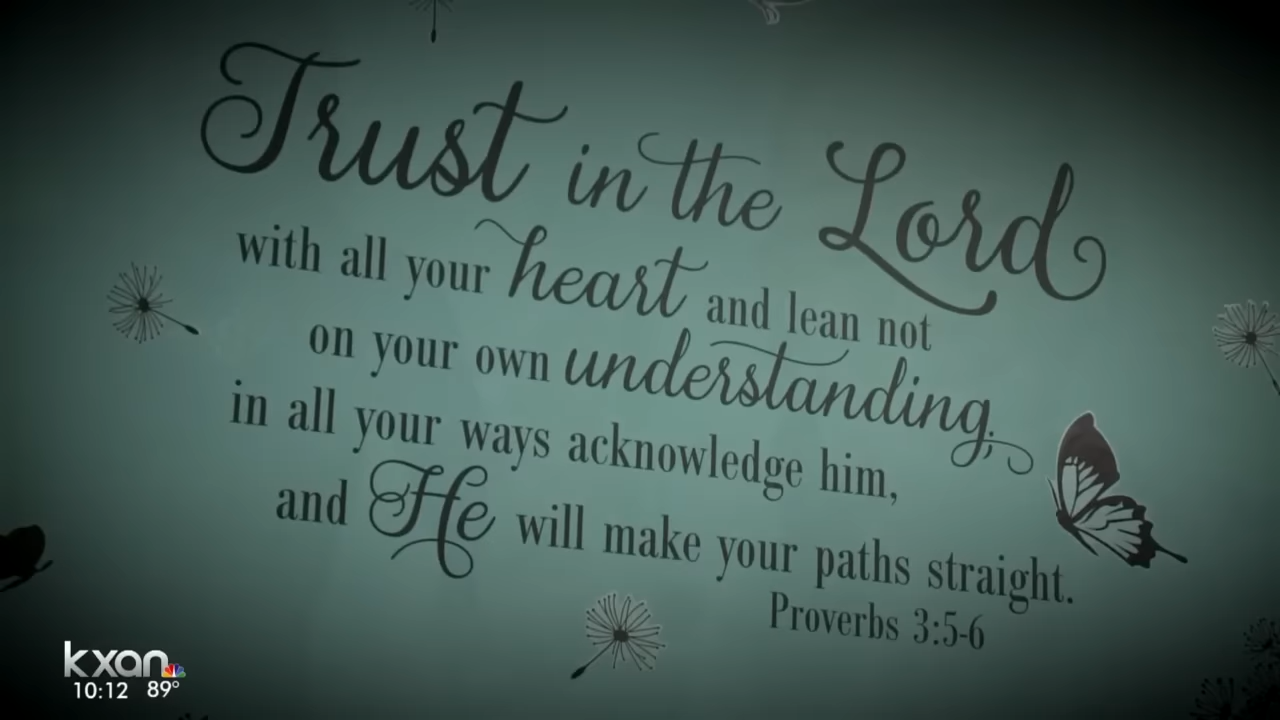 Trust in the Lord
with all your heart and lean not
on your own understanding;
in all your ways acknowledge him,
and He will make your paths straight.
Proverbs 3:5-6
kxan
10:12 89°